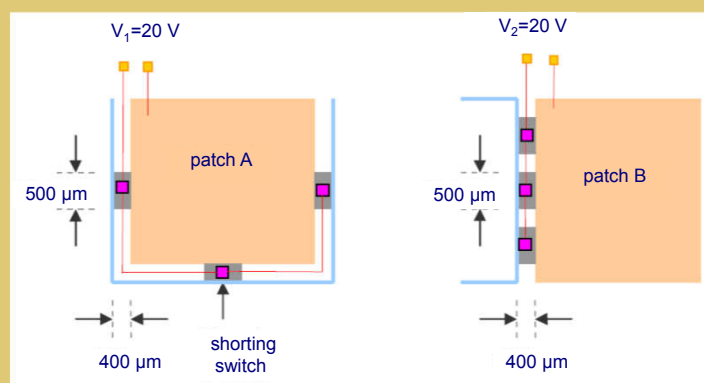 V₁=20 V
V₂=20 V
patch A
patch B
500 µm
500 µm
shorting
switch
400 µm
400 µm